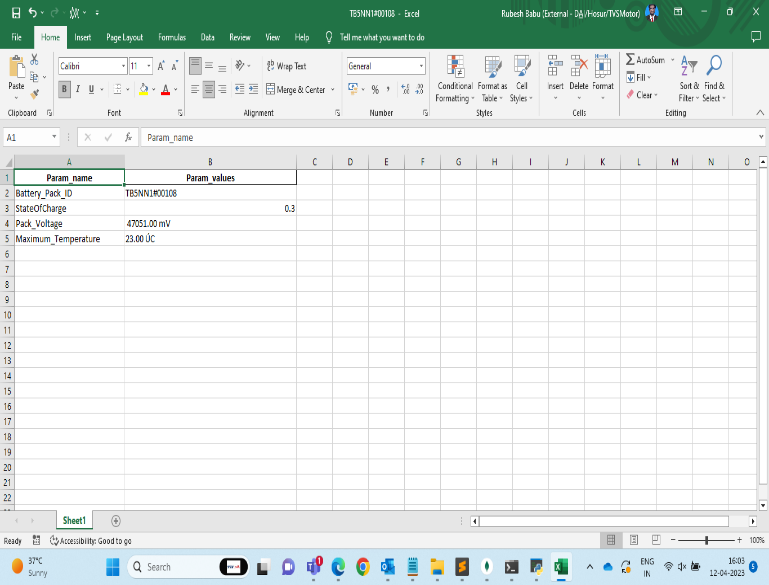 TB5NN1#00108 - Excel
Rubesh Babu (External - DA)/Hosur/TVSMotor)
File Home Insert Page Layout Formulas Data Review View Help Tell me what you want to do
Calibri 11 Wrap Text General AutoSum
Paste B I U Merge & Center Conditional Formatting Format as Table Cell Styles Insert Delete Format Fill Clear Sort & Filter Find & Select
Clipboard Font Alignment Number Styles Cells Editing
A1 fx Param_name
A B C D E F G H I J K L M N O
1 Param_name Param_values
2 Battery_Pack_ID TB5NN1#00108
3 StateOfCharge 0.3
4 Pack_Voltage 47051.00 mV
5 Maximum_Temperature 23.00 ÚC
6
7
8
9
10
11
12
13
14
15
16
17
18
19
20
21
22
Sheet1
Ready Accessibility: Good to go 100%
37°C Sunny Search 1 ENG IN 16:03 12-04-2023 5